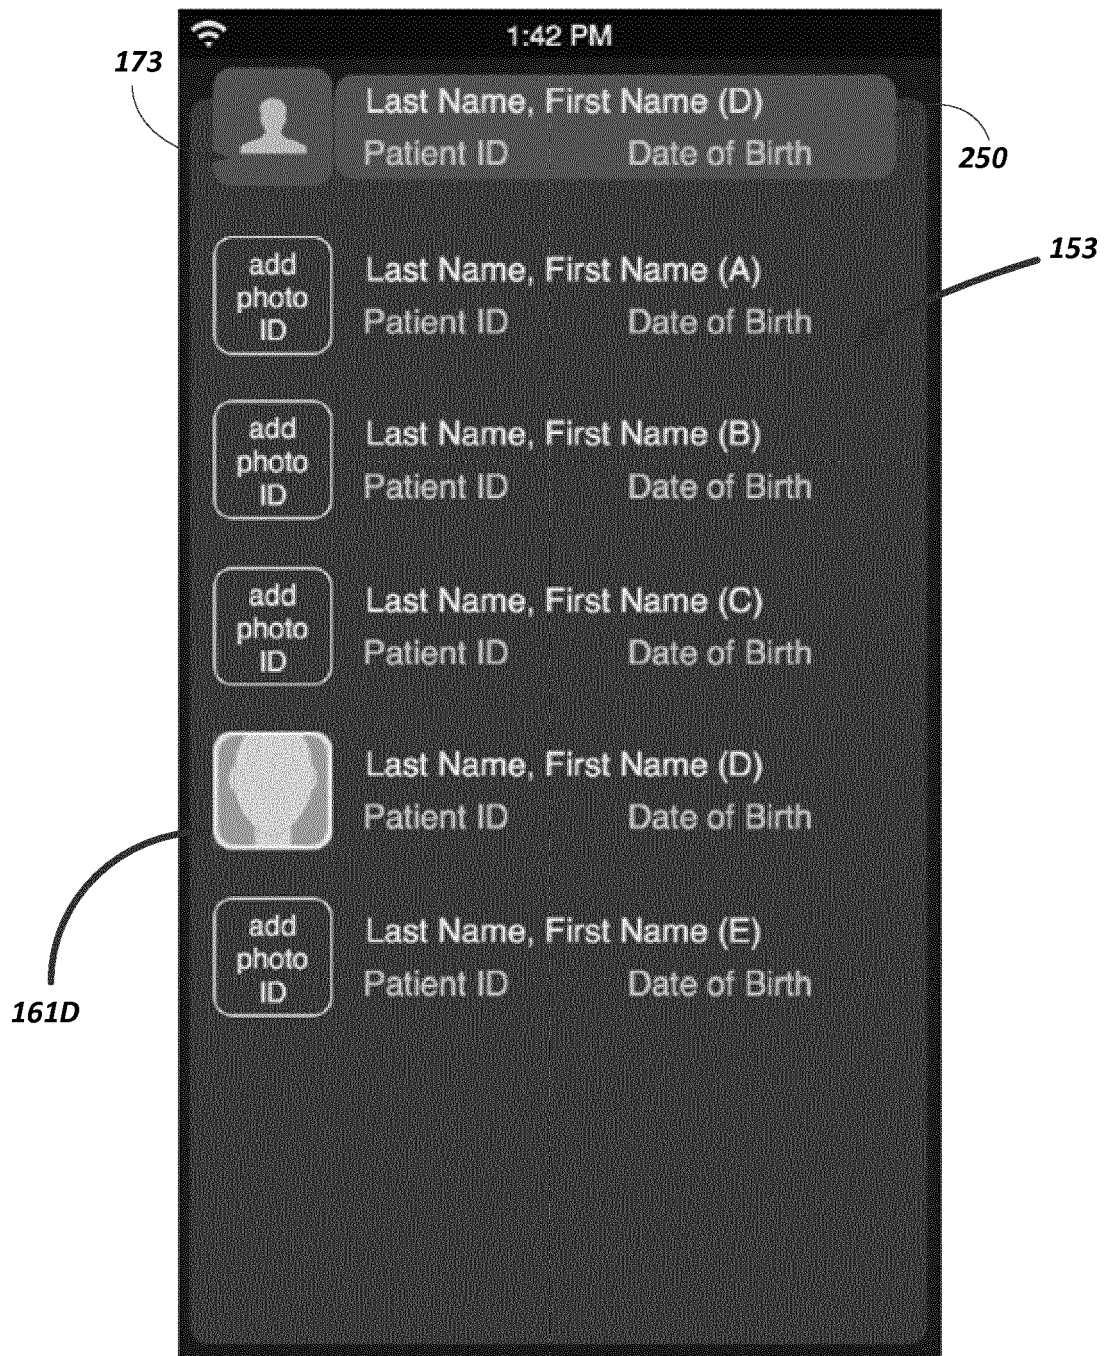 1:42 PM
173
Last Name, First Name (D)
Patient ID Date of Birth
250
153
add
photo
ID
Last Name, First Name (A)
Patient ID Date of Birth
add
photo
ID
Last Name, First Name (B)
Patient ID Date of Birth
add
photo
ID
Last Name, First Name (C)
Patient ID Date of Birth
Last Name, First Name (D)
Patient ID Date of Birth
161D
add
photo
ID
Last Name, First Name (E)
Patient ID Date of Birth